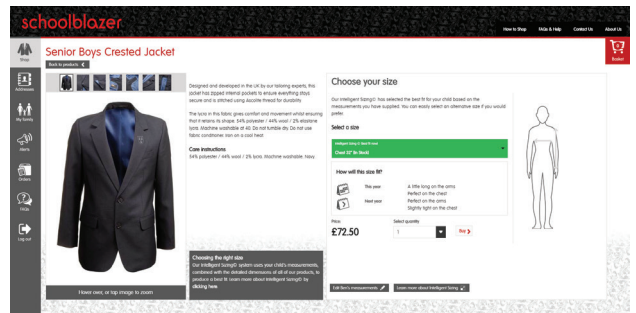 schoolblazer
How to Shop
FAQs & Help
Contact Us
About Us
Shop
Senior Boys Crested Jacket
Back to products
Basket
Addresses
My family
Alerts
Orders
FAQs
Log out
Designed and developed in the UK by our tailoring experts, this
jacket has zipped internal pockets to ensure everything stays
secure and is stitched using Ascolite thread for durability
The lycra in this fabric gives comfort and movement whilst ensuring
that it retains its shape. 54% polyester / 44% wool / 2% elastane
lycra. Machine washable at 40. Do not tumble dry. Do not use
fabric conditioner. Iron on a cool heat
Care instructions
54% polyester / 44% wool / 2% lycra. Machine washable. Navy.
Choosing the right size
Our Intelligent Sizing© system uses your child's measurements,
combined with the detailed dimensions of all of our products, to
produce a best fit. Learn more about Intelligent Sizing© by
clicking here.
Hover over, or tap image to zoom
Choose your size
Our Intelligent Sizing© has selected the best fit for your child based on the
measurements you have supplied. You can easily select an alternative size if you would
prefer.
Select a size
Chest 32" (In Stock)
How will this size fit?
This year
A little long on the arms
Perfect on the chest
Next year
Perfect on the arms
Slightly tight on the chest
Price
Select quantity
£72.50
1
Buy
Edit Ben's measurements
Learn more about Intelligent Sizing